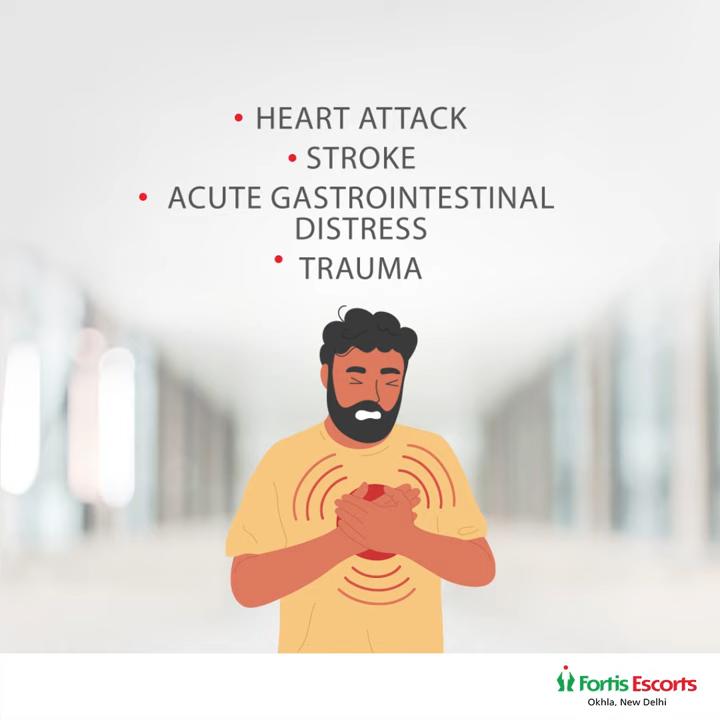 • HEART ATTACK
• STROKE
• ACUTE GASTROINTESTINAL
DISTRESS
• TRAUMA
Fortis Escorts
Okhla, New Delhi